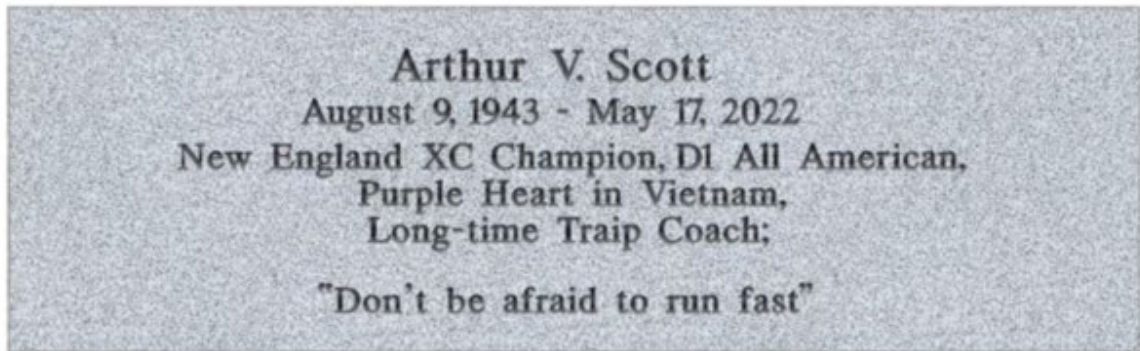 Arthur V. Scott
August 9, 1943 - May 17, 2022
New England XC Champion, D1 All American,
Purple Heart in Vietnam,
Long-time Traip Coach;
"Don't be afraid to run fast"